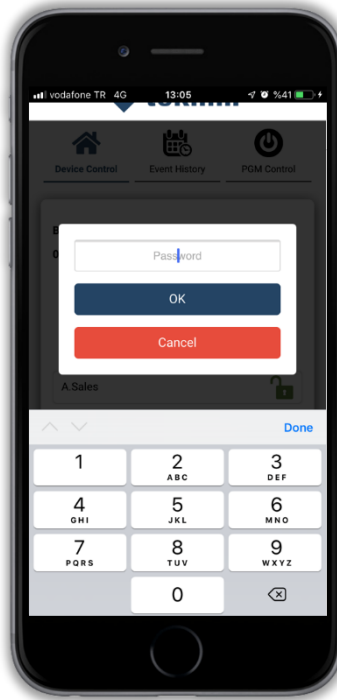 vodafone TR 4G 13:05 %41
Device Control Event History PGM Control
Password
OK
Cancel
A.Sales
Done
1 2 3
ABC DEF
4 5 6
GHI JKL MNO
7 8 9
PQRS TUV WXYZ
0